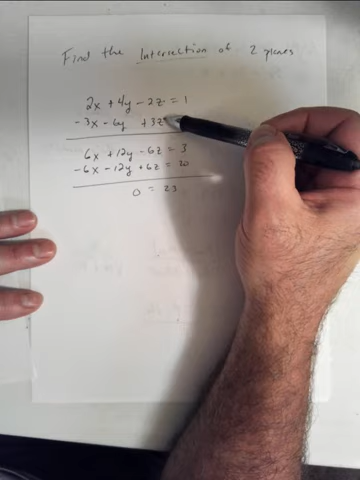 Find the Intersection of 2 planes
2x + 4y - 2z = 1
-3x - 6y + 3z
6x + 12y - 6z = 3
-6x - 12y + 6z = 20
0 = 23